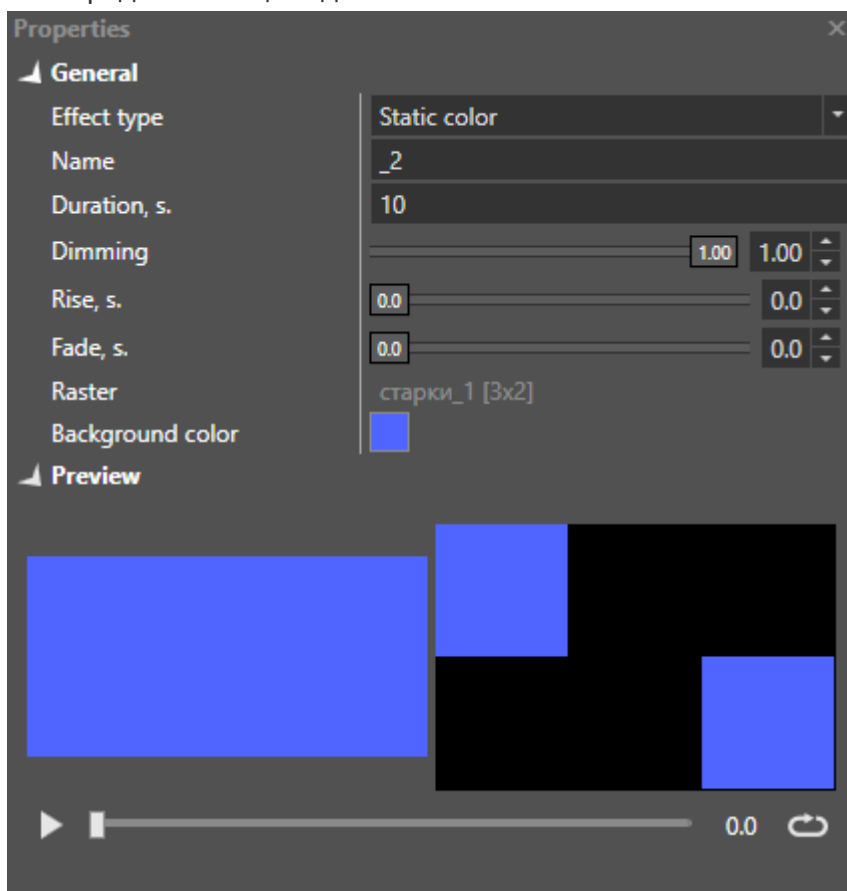 Properties
General
Effect type Static color
Name _2
Duration, s. 10
Dimming 1.00 1.00
Rise, s. 0.0 0.0
Fade, s. 0.0 0.0
Raster старки_1 [3x2]
Background color
Preview
0.0